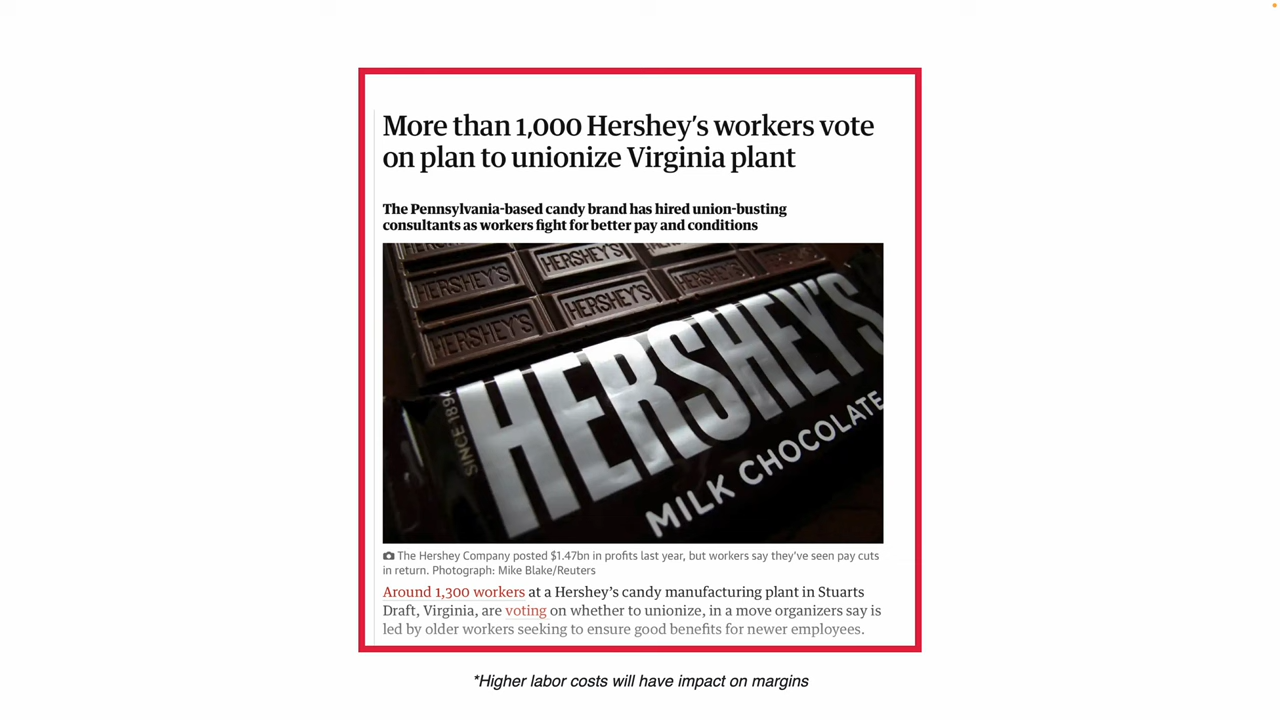 More than 1,000 Hershey's workers vote
on plan to unionize Virginia plant
The Pennsylvania-based candy brand has hired union-busting
consultants as workers fight for better pay and conditions
HERSHEY'S HERSHEY'S HERSHEY'S
HERSHEY'S HERSHEY'S
HERSHEY'S
SINCE 1894
HERSHEY'S
MILK CHOCOLATE
The Hershey Company posted $1.47bn in profits last year, but workers say they've seen pay cuts
in return. Photograph: Mike Blake/Reuters
Around 1,300 workers at a Hershey's candy manufacturing plant in Stuarts
Draft, Virginia, are voting on whether to unionize, in a move organizers say is
led by older workers seeking to ensure good benefits for newer employees.
*Higher labor costs will have impact on margins